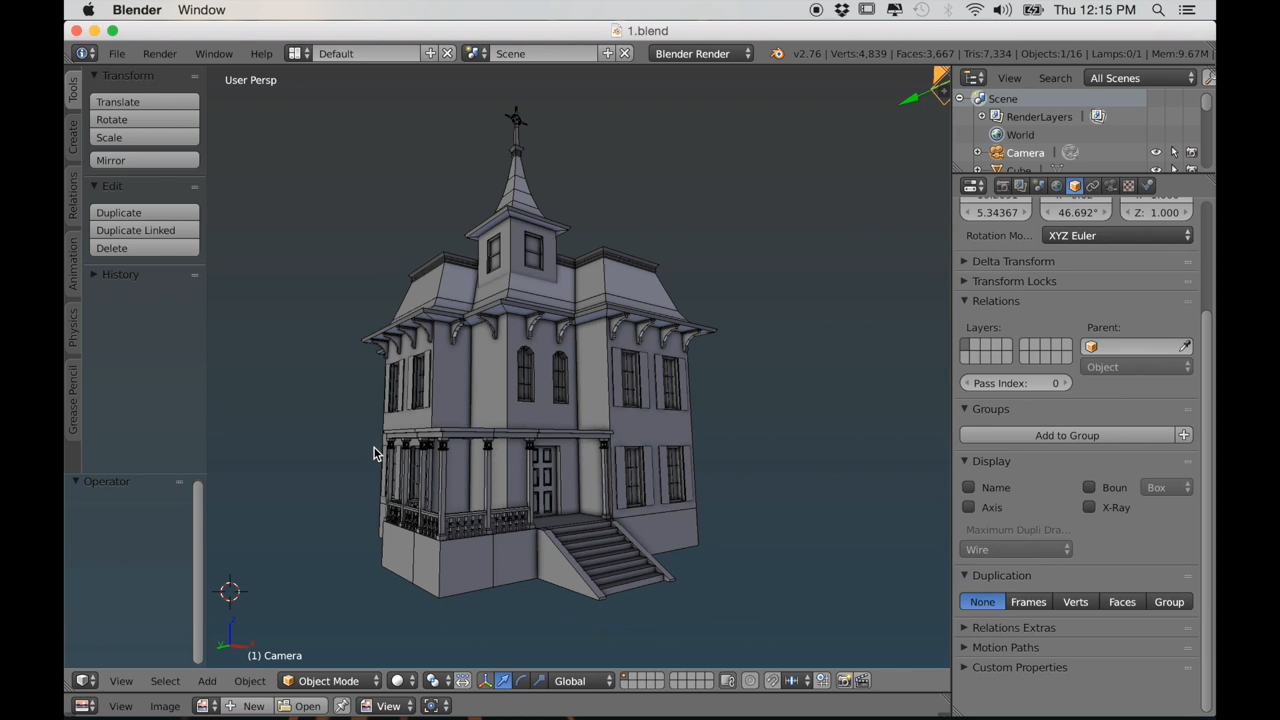 Blender Window Thu 12:15 PM
1.blend
File Render Window Help Default Scene Blender Render v2.76 | Verts:4,839 | Faces:3,667 | Tris:7,334 | Objects:1/16 | Lamps:0/1 | Mem:9.67M
Tools
Create
Relations
Animation
Physics
Grease Pencil
Transform
Translate
Rotate
Scale
Mirror
Edit
Duplicate
Duplicate Linked
Delete
History
Operator
User Persp
(1) Camera
View Search All Scenes
Scene
RenderLayers
World
Camera
Cube
5.34367 46.692° Z: 1.000
Rotation Mo... XYZ Euler
Delta Transform
Transform Locks
Relations
Layers: Parent:
Object
Pass Index: 0
Groups
Add to Group
Display
Name Boun Box
Axis X-Ray
Maximum Dupli Dra...
Wire
Duplication
None Frames Verts Faces Group
Relations Extras
Motion Paths
Custom Properties
View Select Add Object Object Mode Global
View Image New Open View